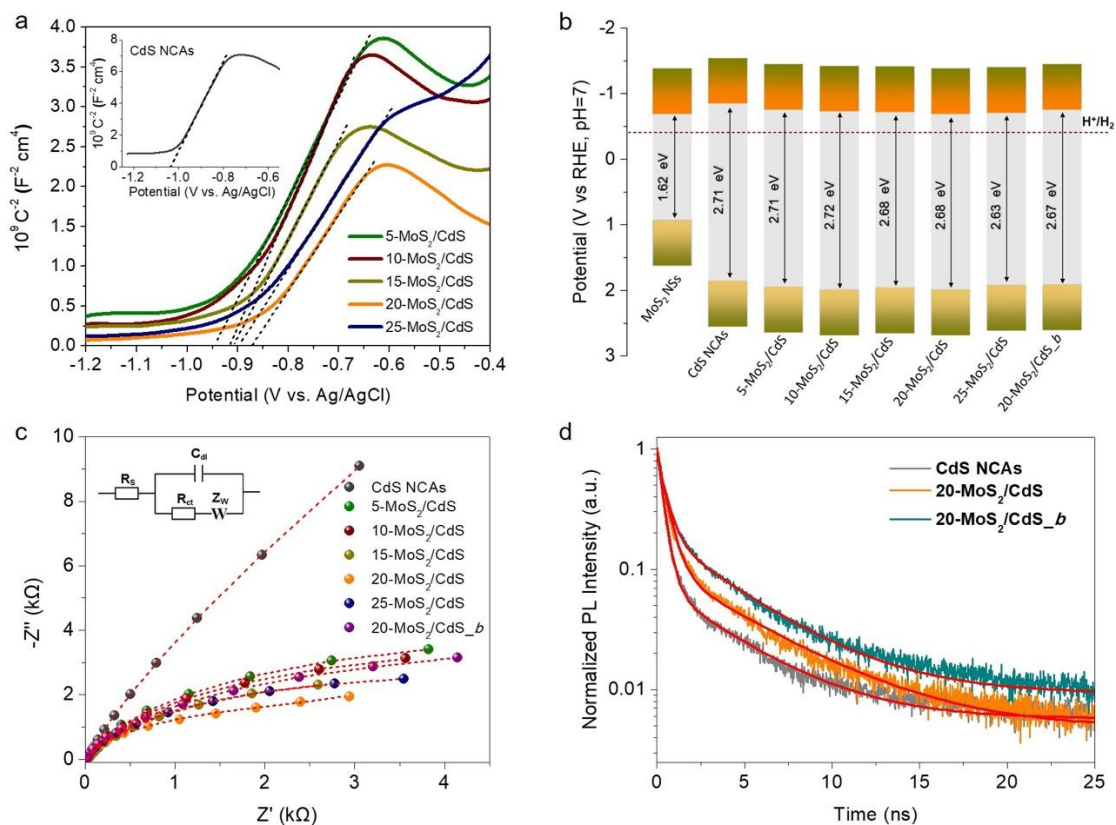 a
10⁹ C⁻² (F⁻² cm⁴)
4.0
3.5
3.0
2.5
2.0
1.5
1.0
0.5
0.0
-1.2 -1.1 -1.0 -0.9 -0.8 -0.7 -0.6 -0.5 -0.4
Potential (V vs. Ag/AgCl)
CdS NCAs
10⁹ C⁻² (F⁻² cm⁴)
8
6
4
2
0
-1.2 -1.0 -0.8 -0.6
Potential (V vs. Ag/AgCl)
5-MoS₂/CdS
10-MoS₂/CdS
15-MoS₂/CdS
20-MoS₂/CdS
25-MoS₂/CdS
b
Potential (V vs RHE, pH=7)
-2
-1
0
1
2
3
H⁺/H₂
1.62 eV
2.71 eV
2.71 eV
2.72 eV
2.68 eV
2.68 eV
2.63 eV
2.67 eV
MoS₂ NSs
CdS NCAs
5-MoS₂/CdS
10-MoS₂/CdS
15-MoS₂/CdS
20-MoS₂/CdS
25-MoS₂/CdS
20-MoS₂/CdS_b
c
-Z'' (kΩ)
10
8
6
4
2
0
0 1 2 3 4
Z' (kΩ)
Rs
Cdl
Rct
Zw
W
CdS NCAs
5-MoS₂/CdS
10-MoS₂/CdS
15-MoS₂/CdS
20-MoS₂/CdS
25-MoS₂/CdS
20-MoS₂/CdS_b
d
Normalized PL Intensity (a.u.)
1
0.1
0.01
0 5 10 15 20 25
Time (ns)
CdS NCAs
20-MoS₂/CdS
20-MoS₂/CdS_b